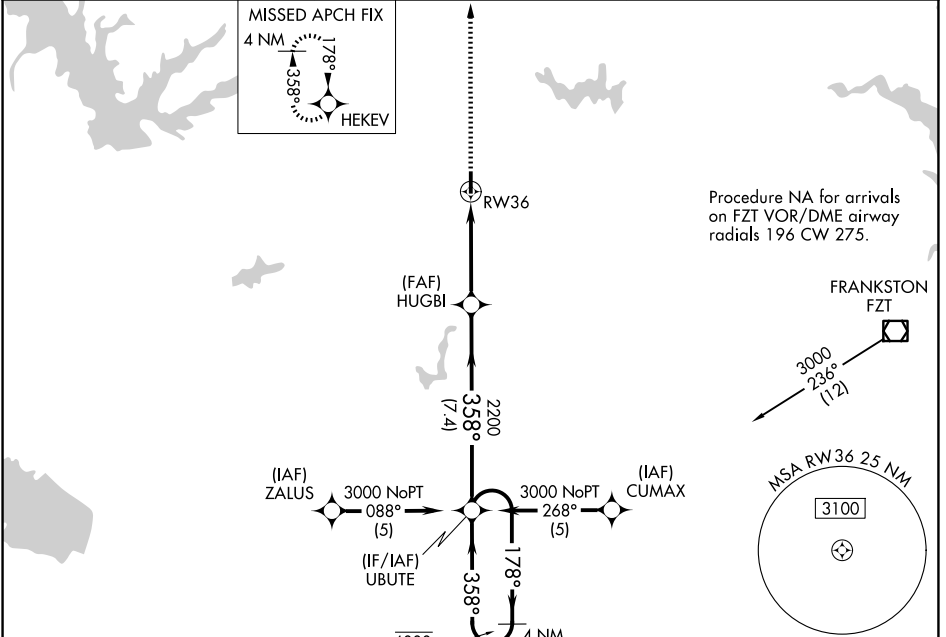 MISSED APCH FIX
4 NM
178°
358°
HEKEV
RW36
Procedure NA for arrivals
on FZT VOR/DME airway
radials 196 CW 275.
(FAF)
HUGBI
FRANKSTON
FZT
3000
236°
(12)
2200
358°
(7.4)
MSA RW36 25 NM
3100
(IAF)
ZALUS
3000 NoPT
088°
(5)
3000 NoPT
268°
(5)
(IAF)
CUMAX
(IF/IAF)
UBUTE
358°
178°
4 NM